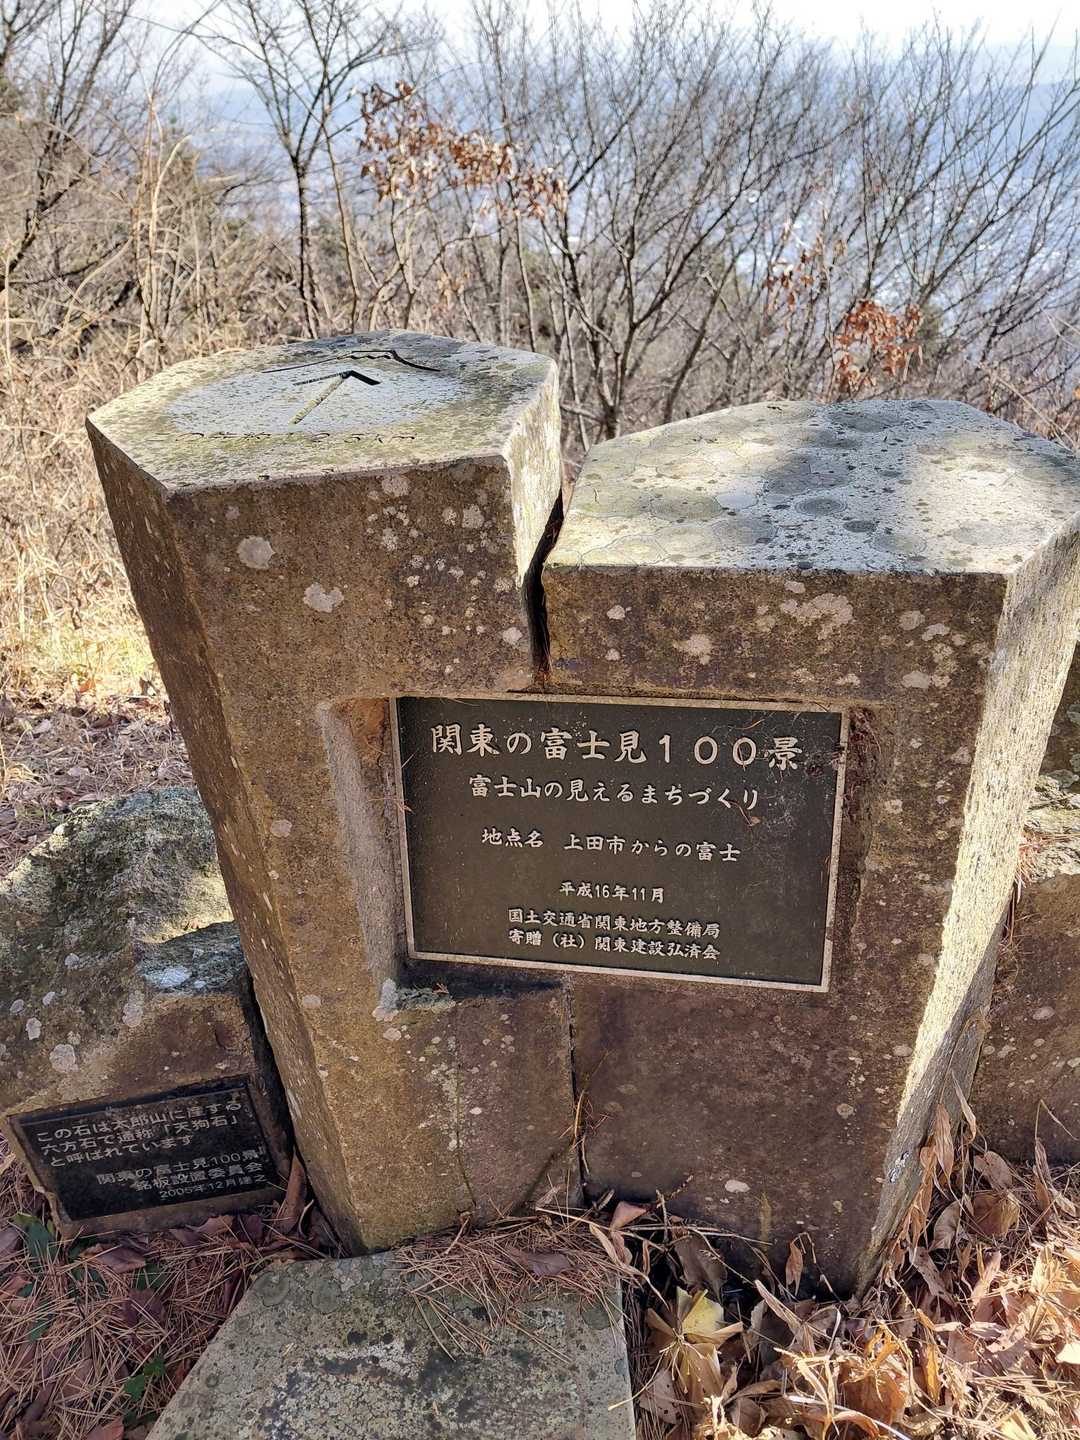 関東の富士見１００景
富士山の見えるまちづくり
地点名　上田市からの富士
平成16年11月
国土交通省関東地方整備局
寄贈（社）関東建設弘済会
この石は太郎山に産する
六方石で通称「天狗石」
と呼ばれています
関東の富士見100景
銘板設置委員会
2005年12月建之